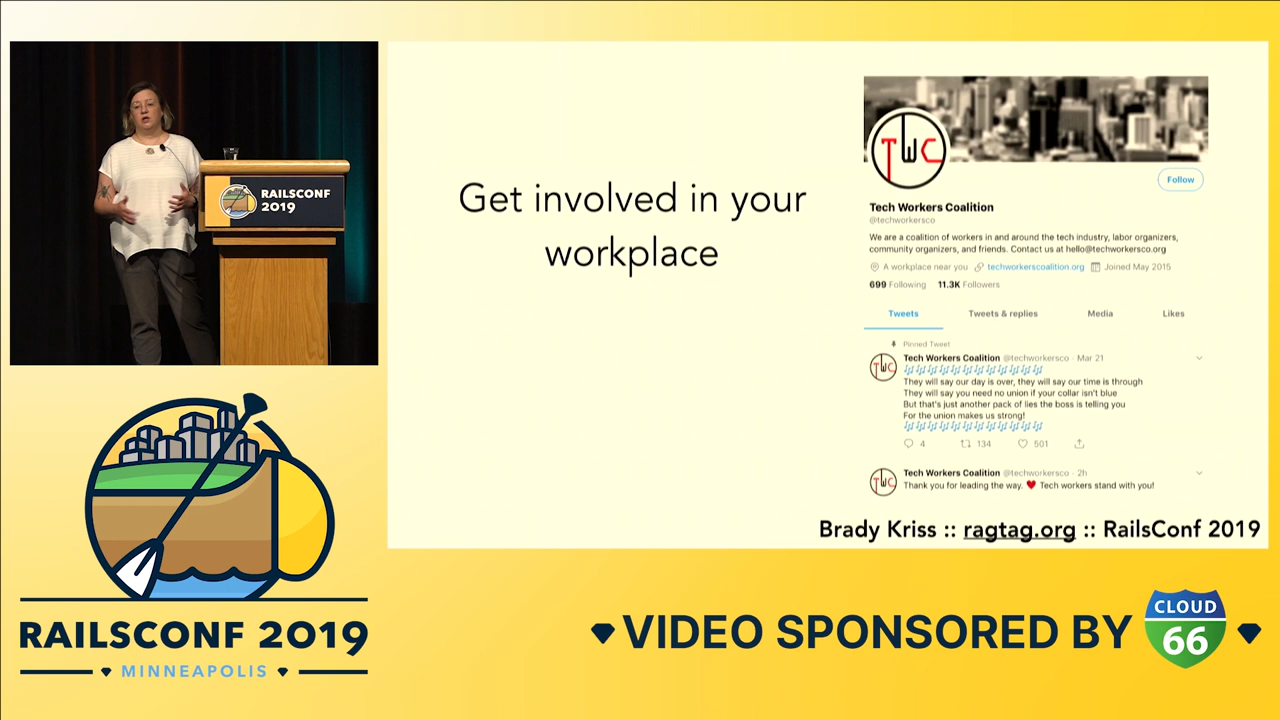 RAILSCONF
2019
Get involved in your
workplace
TWC
Follow
Tech Workers Coalition
@techworkersco
We are a coalition of workers in and around the tech industry, labor organizers,
community organizers, and friends. Contact us at hello@techworkersco.org
A workplace near you techworkerscoalition.org Joined May 2015
699 Following 11.3K Followers
Tweets Tweets & replies Media Likes
Pinned Tweet
TWC
Tech Workers Coalition @techworkersco · Mar 21
They will say our day is over, they will say our time is through
They will say you need no union if your collar isn't blue
But that's just another pack of lies the boss is telling you
For the union makes us strong!
4 134 501
TWC
Tech Workers Coalition @techworkersco · 2h
Thank you for leading the way. ❤ Tech workers stand with you!
Brady Kriss :: ragtag.org :: RailsConf 2019
RAILSCONF 2019
MINNEAPOLIS
VIDEO SPONSORED BY
CLOUD
66